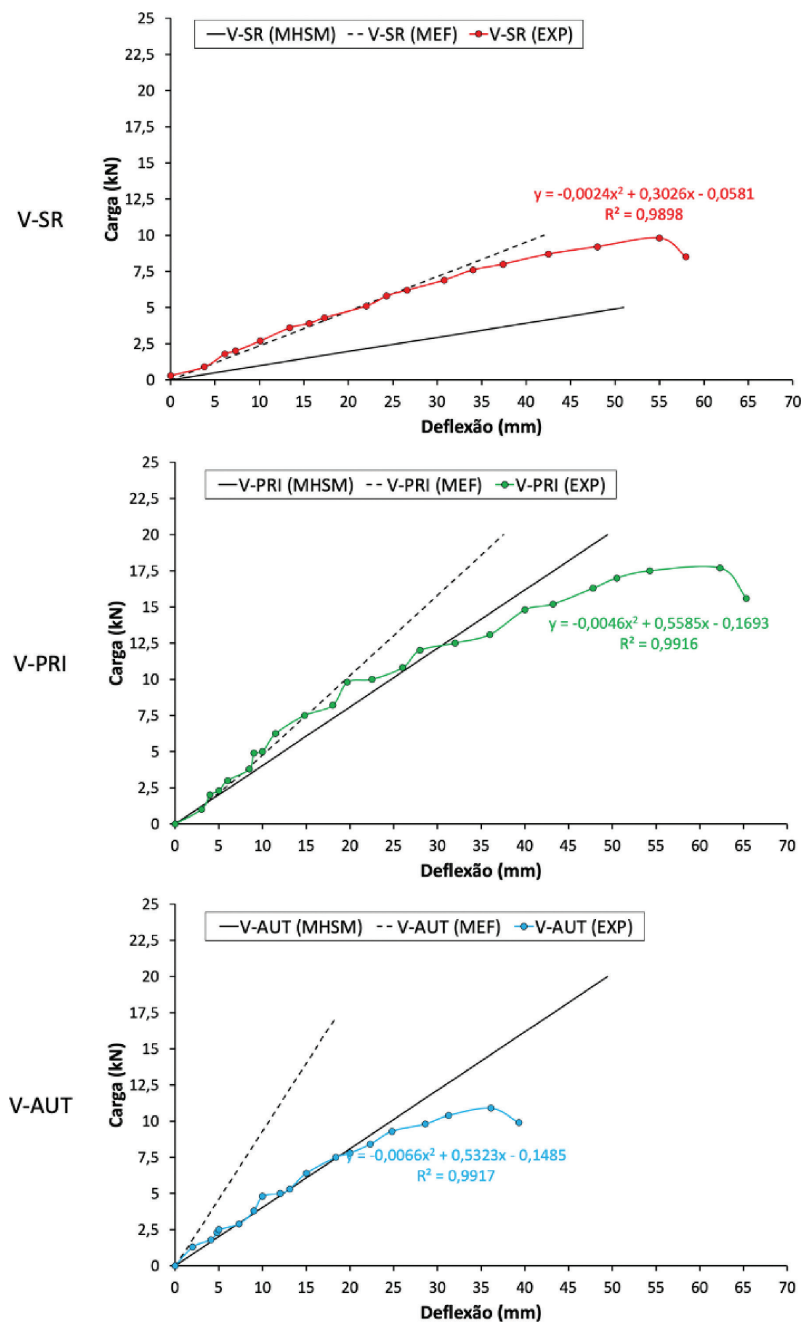 V-SR (MHSM) V-SR (MEF) V-SR (EXP)
25
22,5
20
17,5
15
12,5
10
7,5
5
2,5
0
Carga (kN)
V-SR
y = -0,0024x² + 0,3026x - 0,0581
R² = 0,9898
0 5 10 15 20 25 30 35 40 45 50 55 60 65 70
Deflexão (mm)
V-PRI (MHSM) V-PRI (MEF) V-PRI (EXP)
25
22,5
20
17,5
15
12,5
10
7,5
5
2,5
0
Carga (kN)
V-PRI
y = -0,0046x² + 0,5585x - 0,1693
R² = 0,9916
0 5 10 15 20 25 30 35 40 45 50 55 60 65 70
Deflexão (mm)
V-AUT (MHSM) V-AUT (MEF) V-AUT (EXP)
25
22,5
20
17,5
15
12,5
10
7,5
5
2,5
0
Carga (kN)
V-AUT
y = -0,0066x² + 0,5323x - 0,1485
R² = 0,9917
0 5 10 15 20 25 30 35 40 45 50 55 60 65 70
Deflexão (mm)